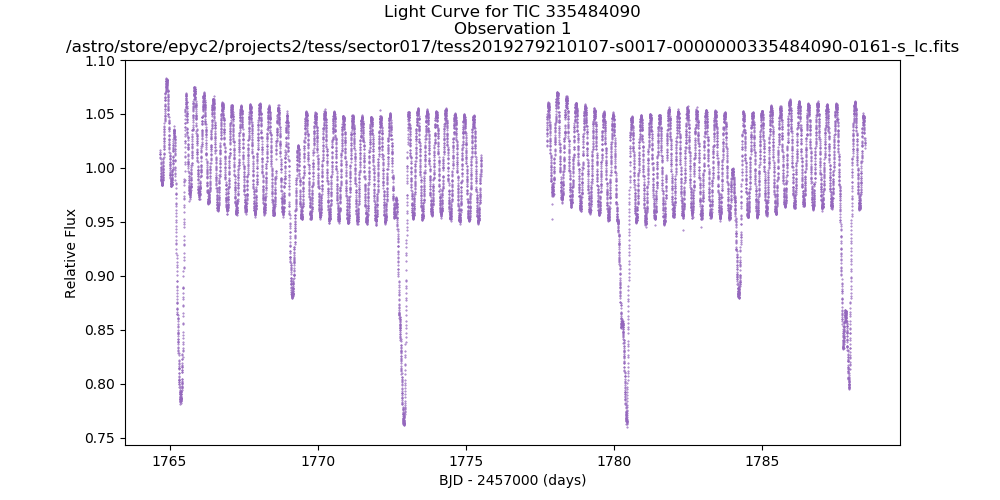 Light Curve for TIC 335484090
Observation 1
/astro/store/epyc2/projects2/tess/sector017/tess2019279210107-s0017-0000000335484090-0161-s_lc.fits
1.10
1.05
1.00
0.95
0.90
0.85
0.80
0.75
Relative Flux
1765
1770
1775
1780
1785
BJD - 2457000 (days)